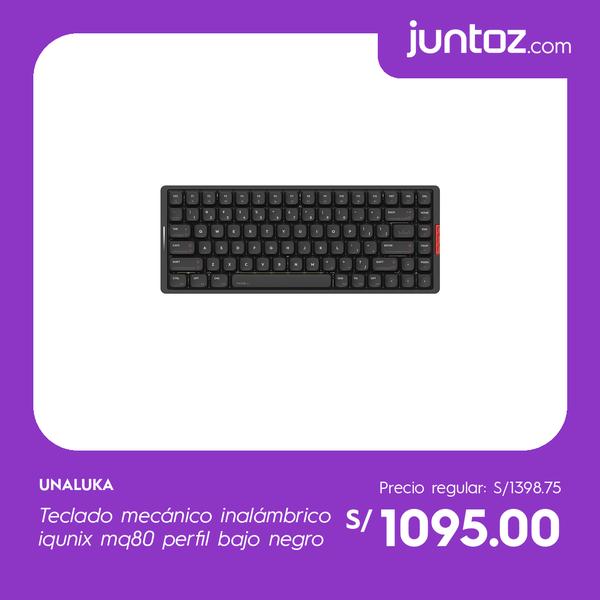 juntoz.com
UNALUKA
Teclado mecánico inalámbrico
iqunix mq80 perfil bajo negro
Precio regular: S/1398.75
S/1095.00